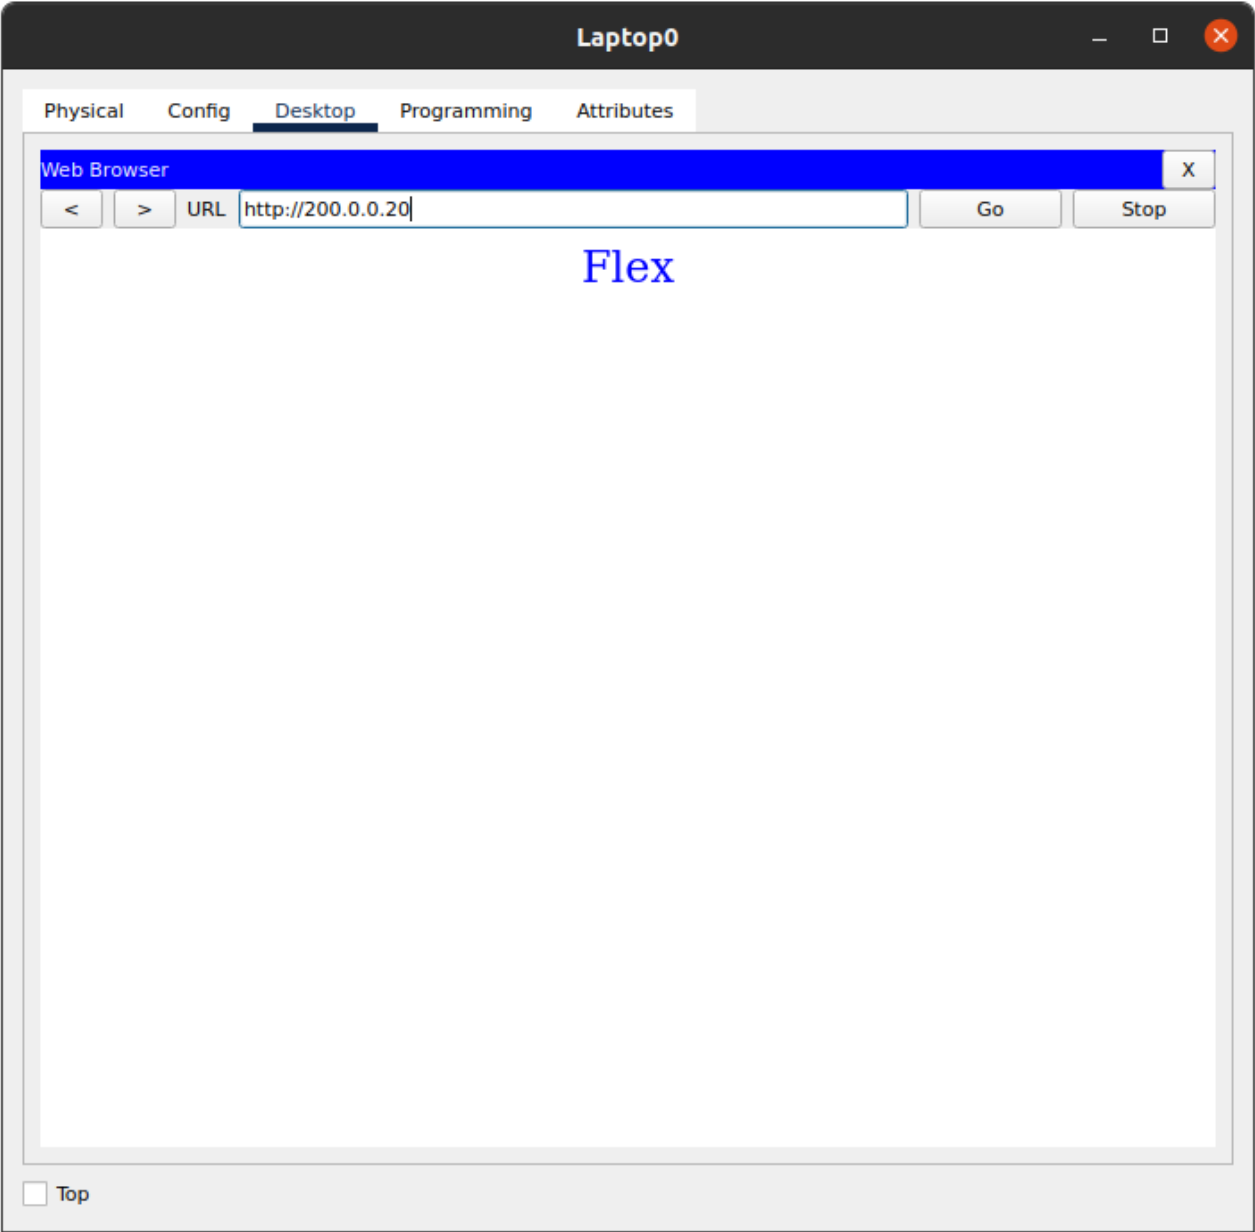 Laptop0
Physical Config Desktop Programming Attributes
Web Browser X
< > URL http://200.0.0.20 Go Stop
Flex
Top